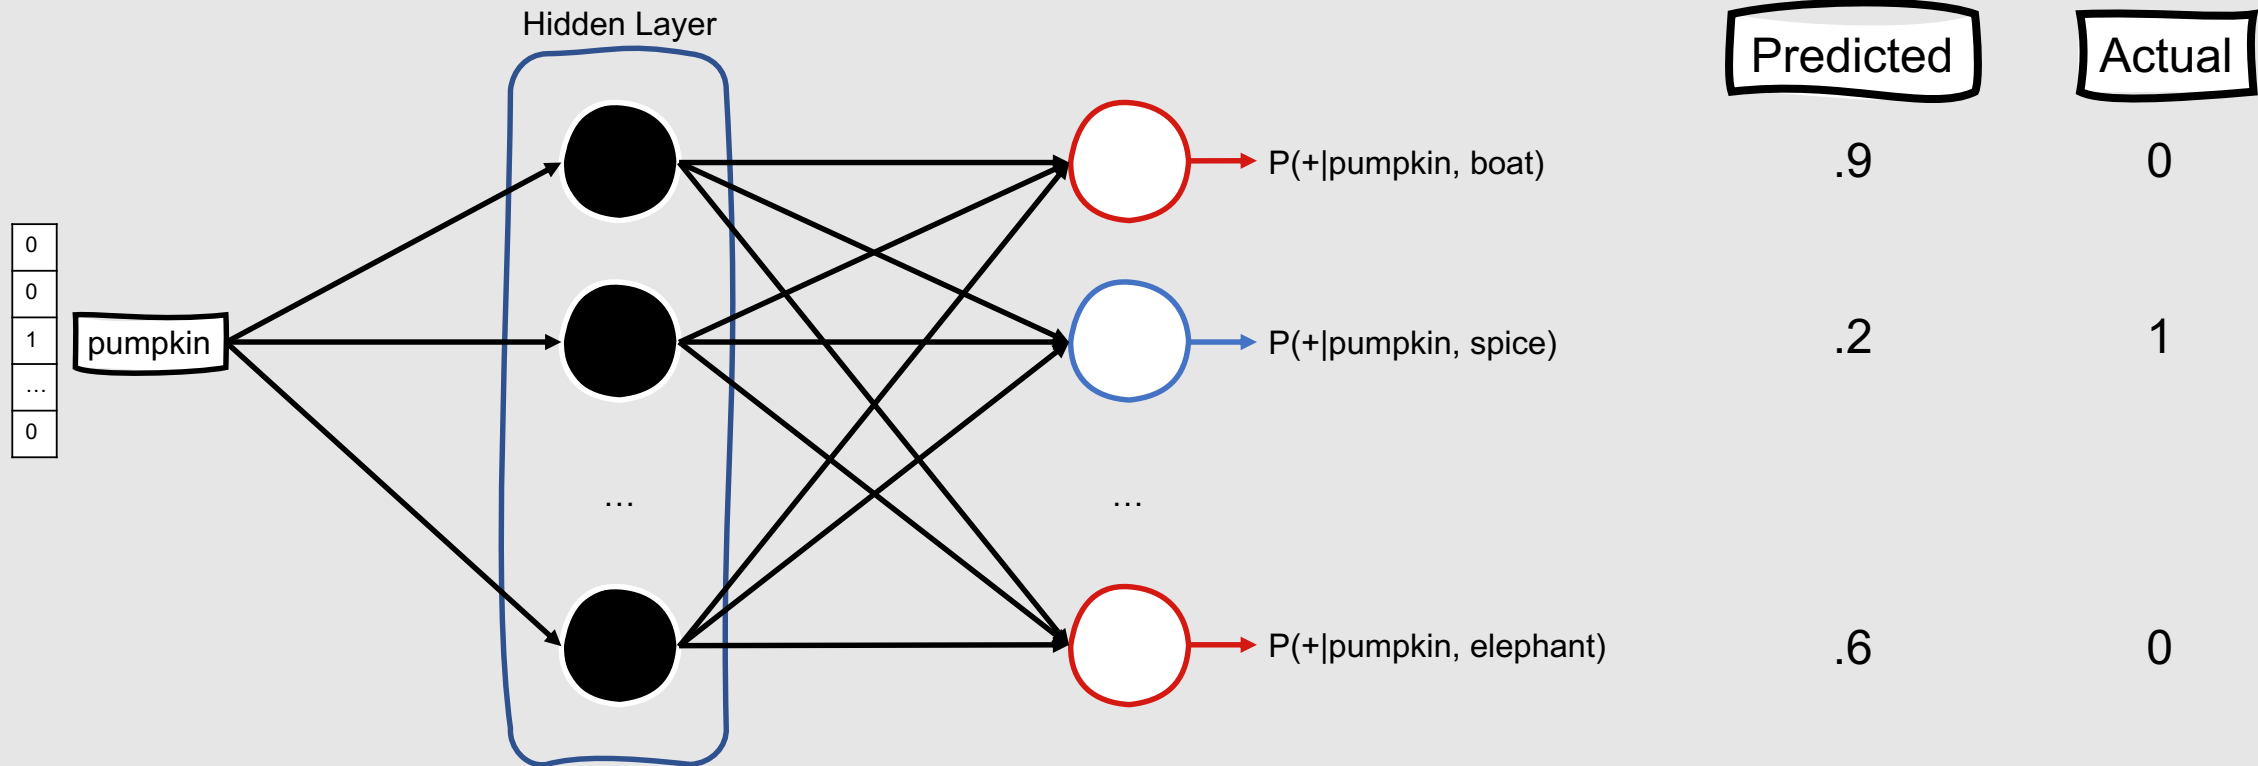 Hidden Layer
Predicted
Actual
P(+|pumpkin, boat)
.9
0
0
0
1
...
0
pumpkin
P(+|pumpkin, spice)
.2
1
...
...
P(+|pumpkin, elephant)
.6
0